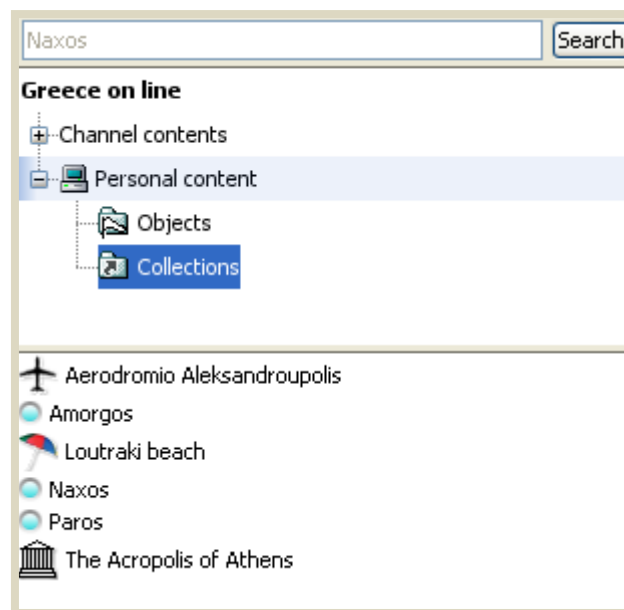 Naxos
Search
Greece on line
Channel contents
Personal content
Objects
Collections
Aerodromio Aleksandroupolis
Amorgos
Loutraki beach
Naxos
Paros
The Acropolis of Athens